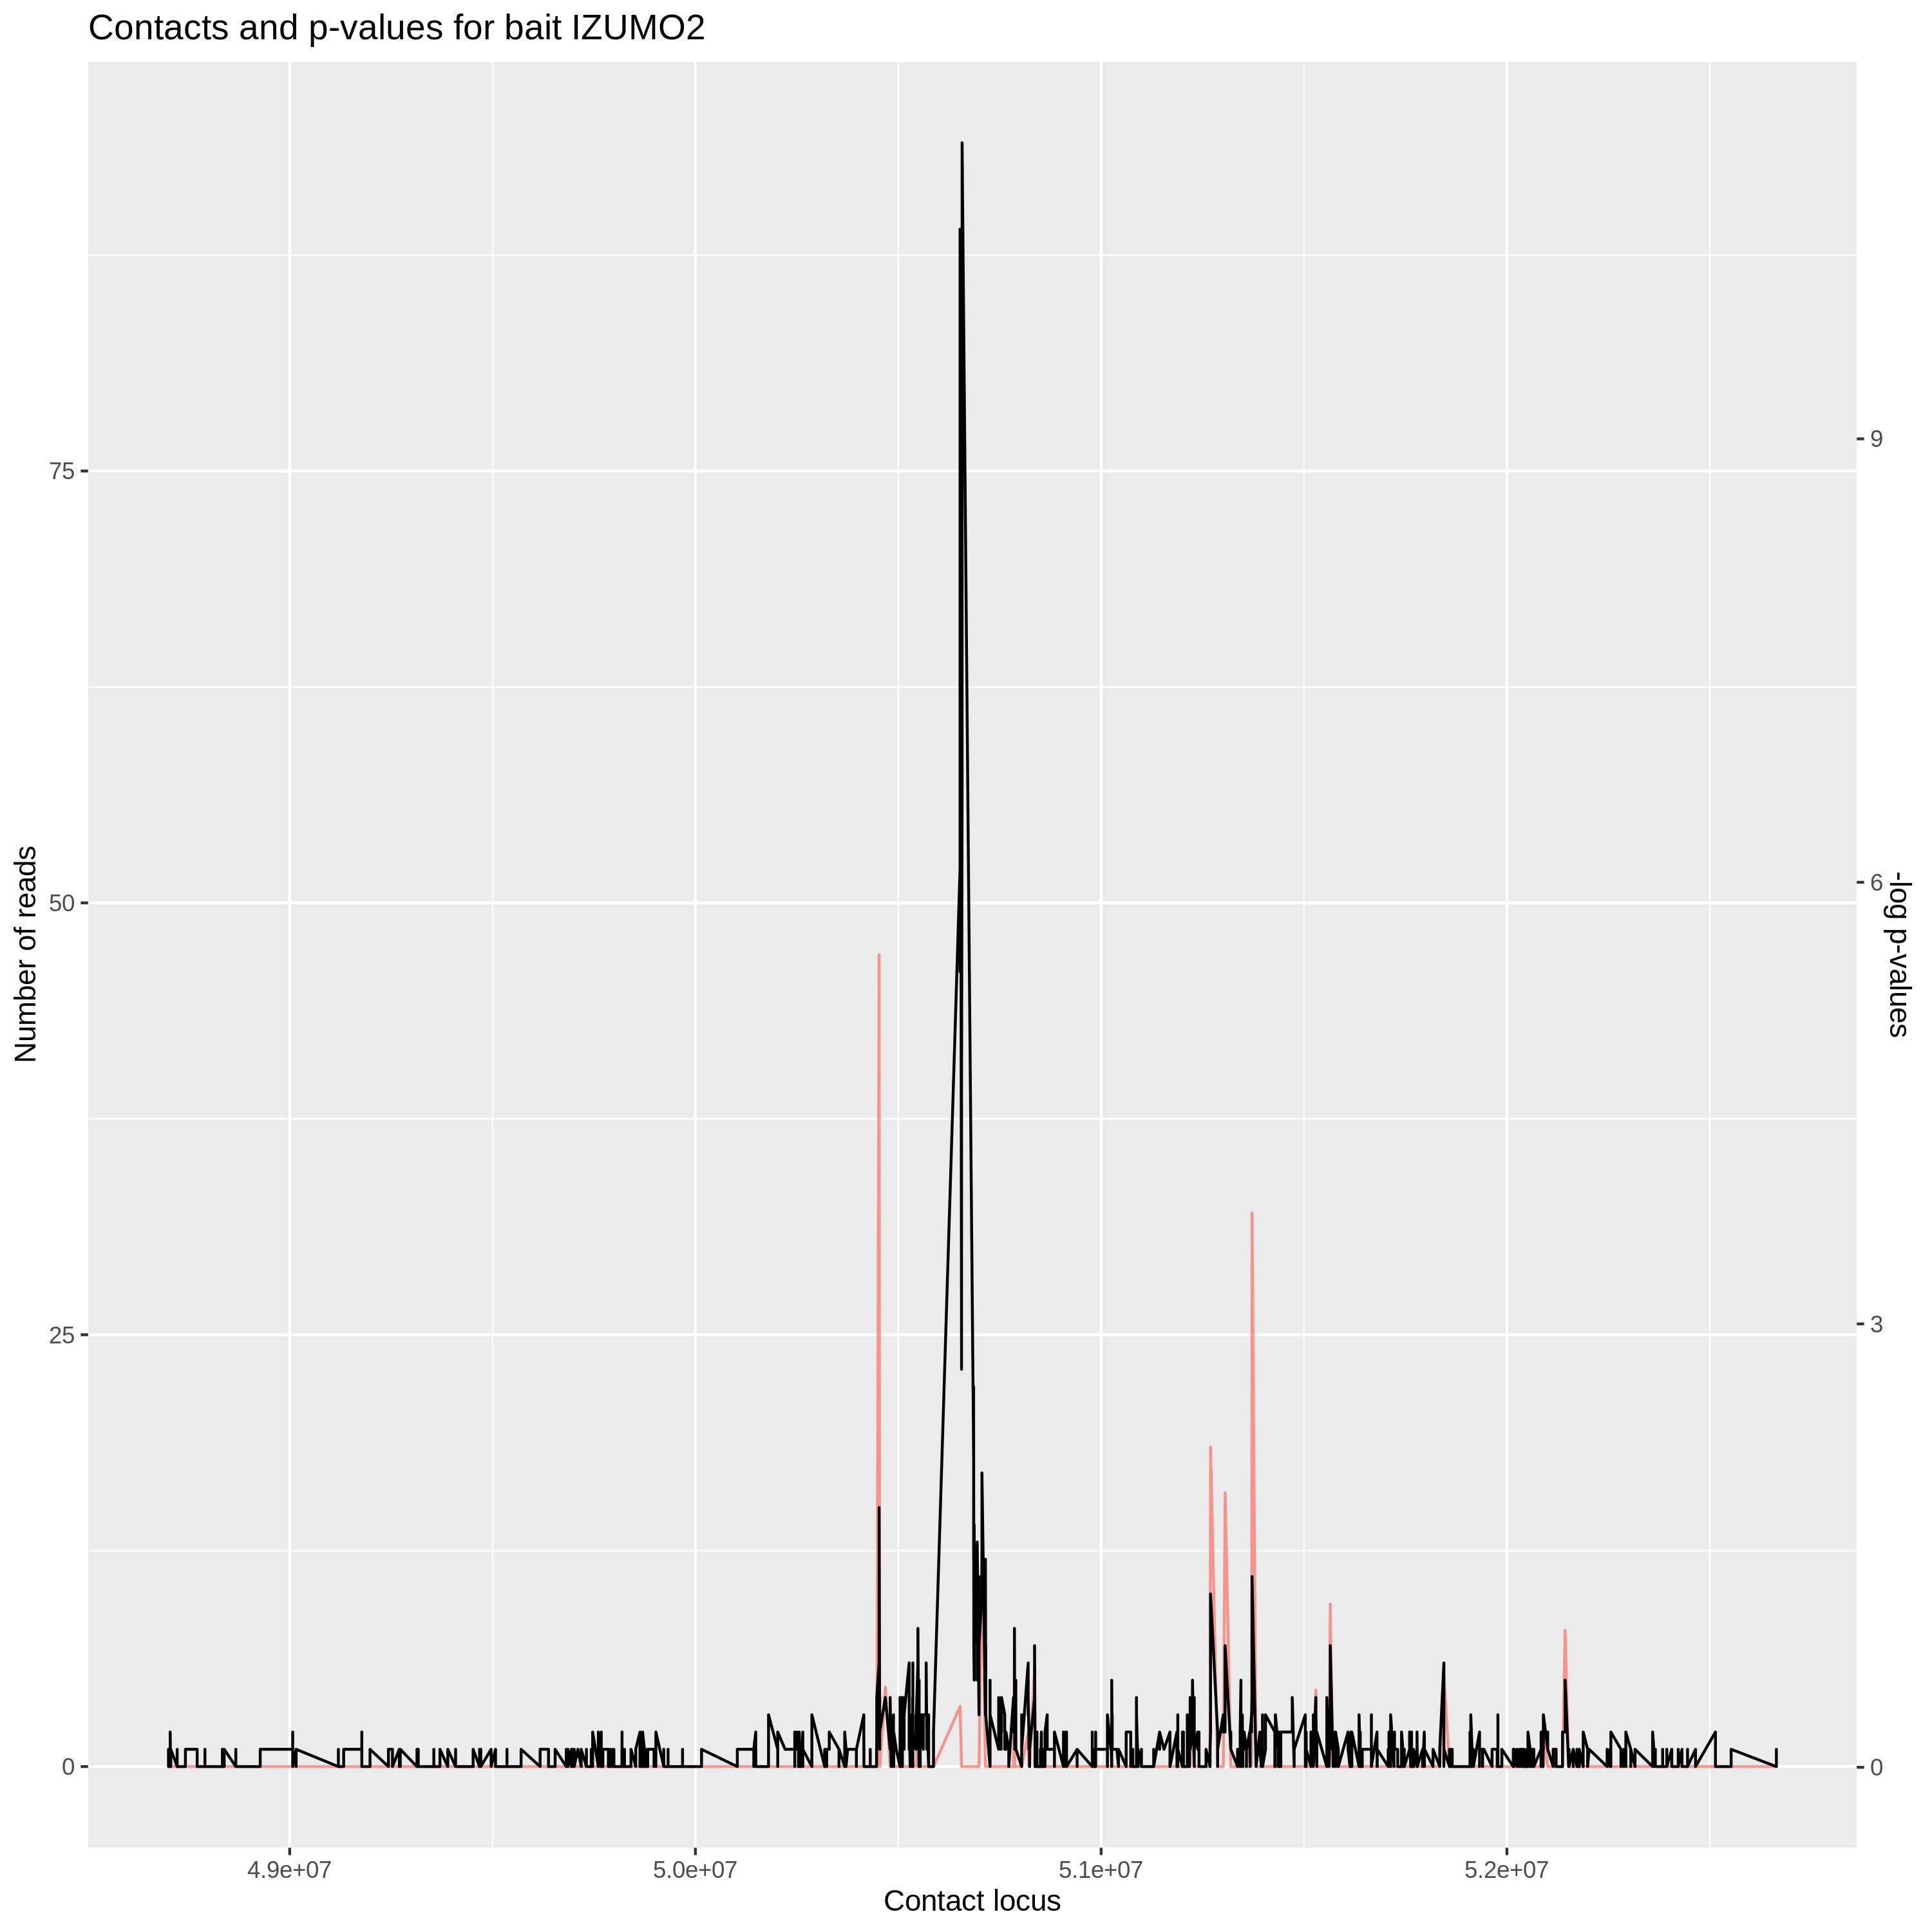 Contacts and p-values for bait IZUMO2
Number of reads
75
50
25
0
9
6
3
0
-log p-values
4.9e+07
5.0e+07
5.1e+07
5.2e+07
Contact locus